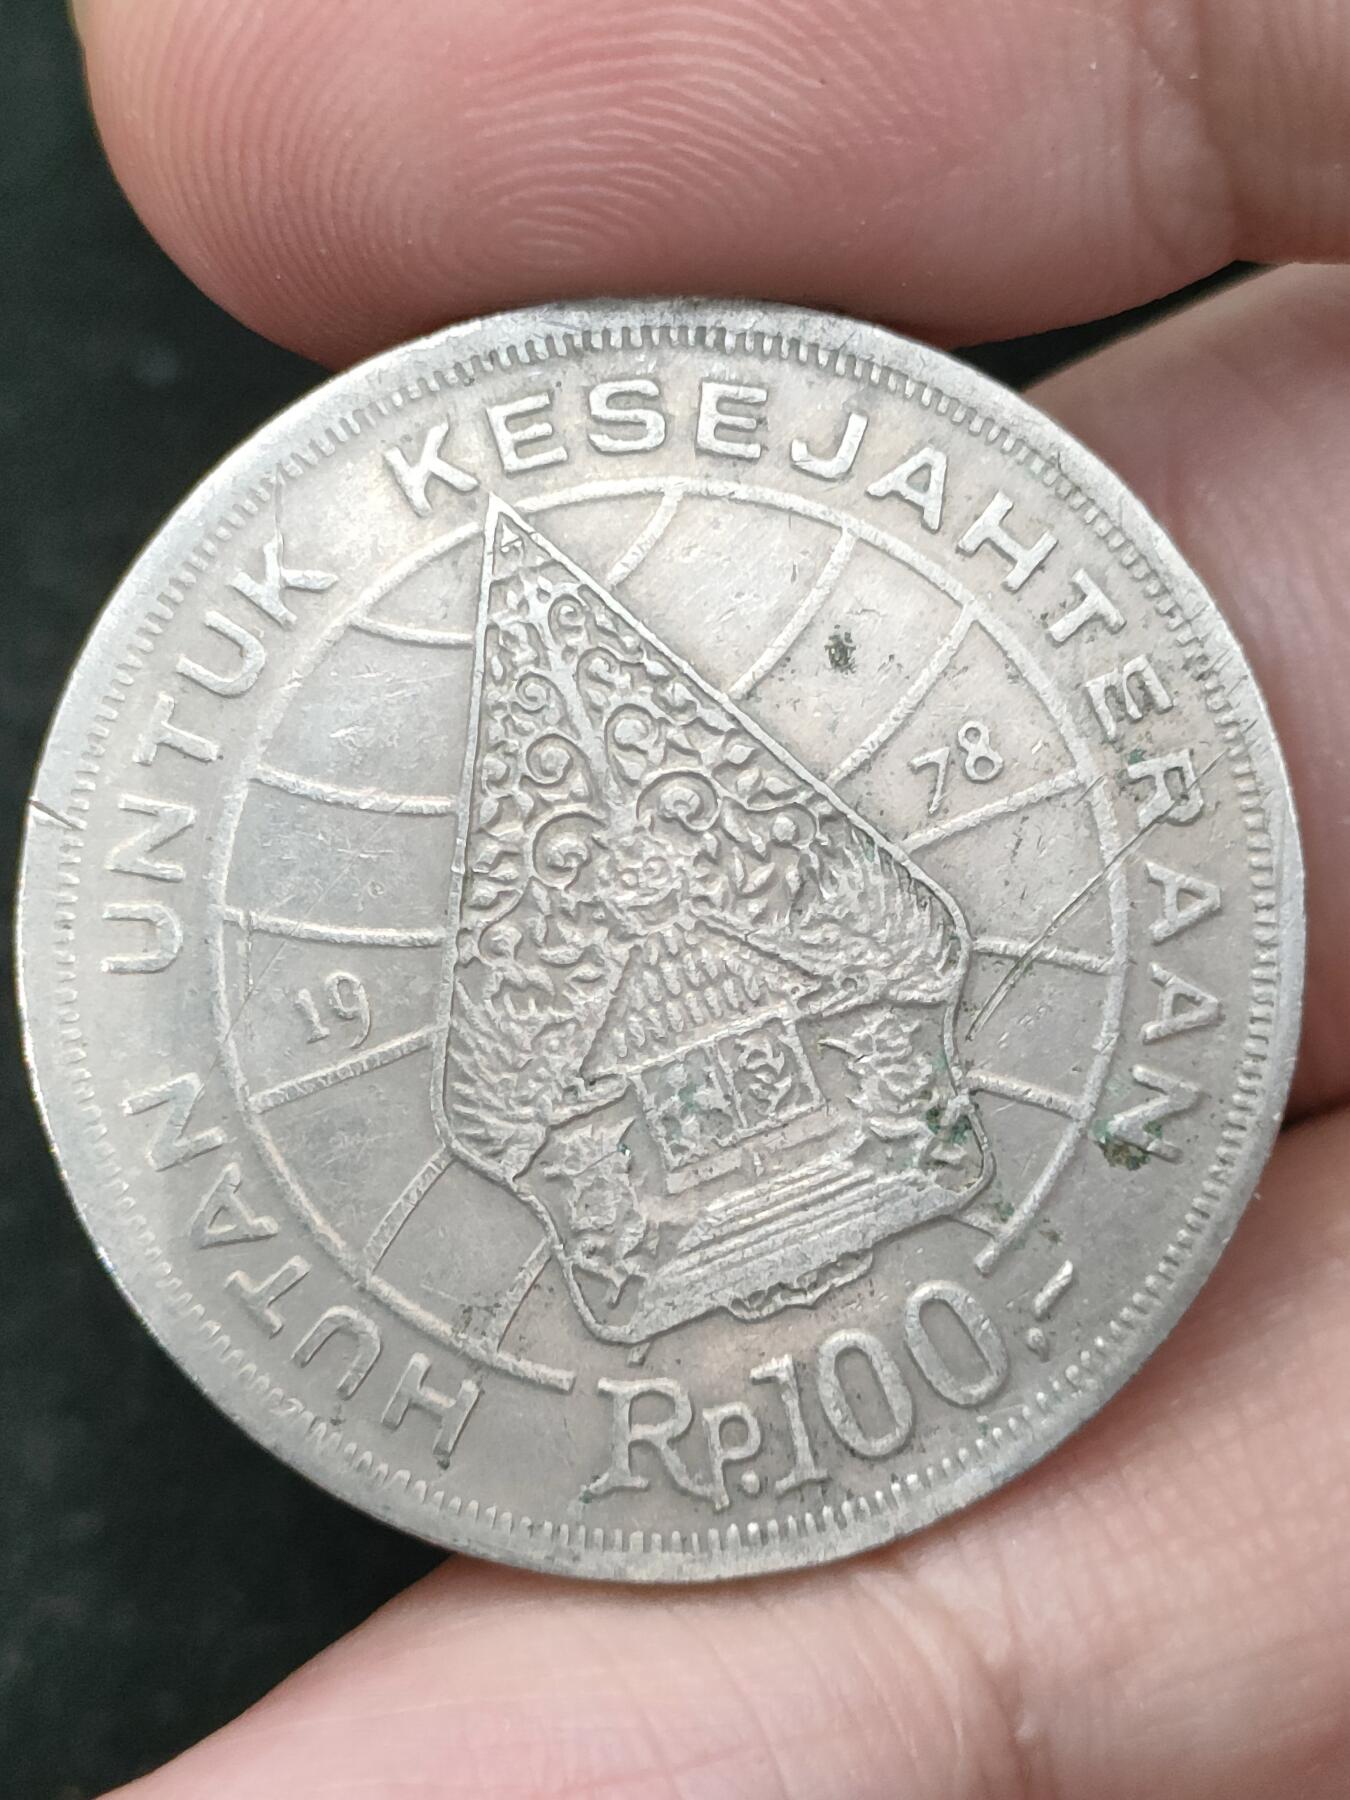 HUTAN UNTUK KESEJAHTERAAN
19 78
Rp.100,-